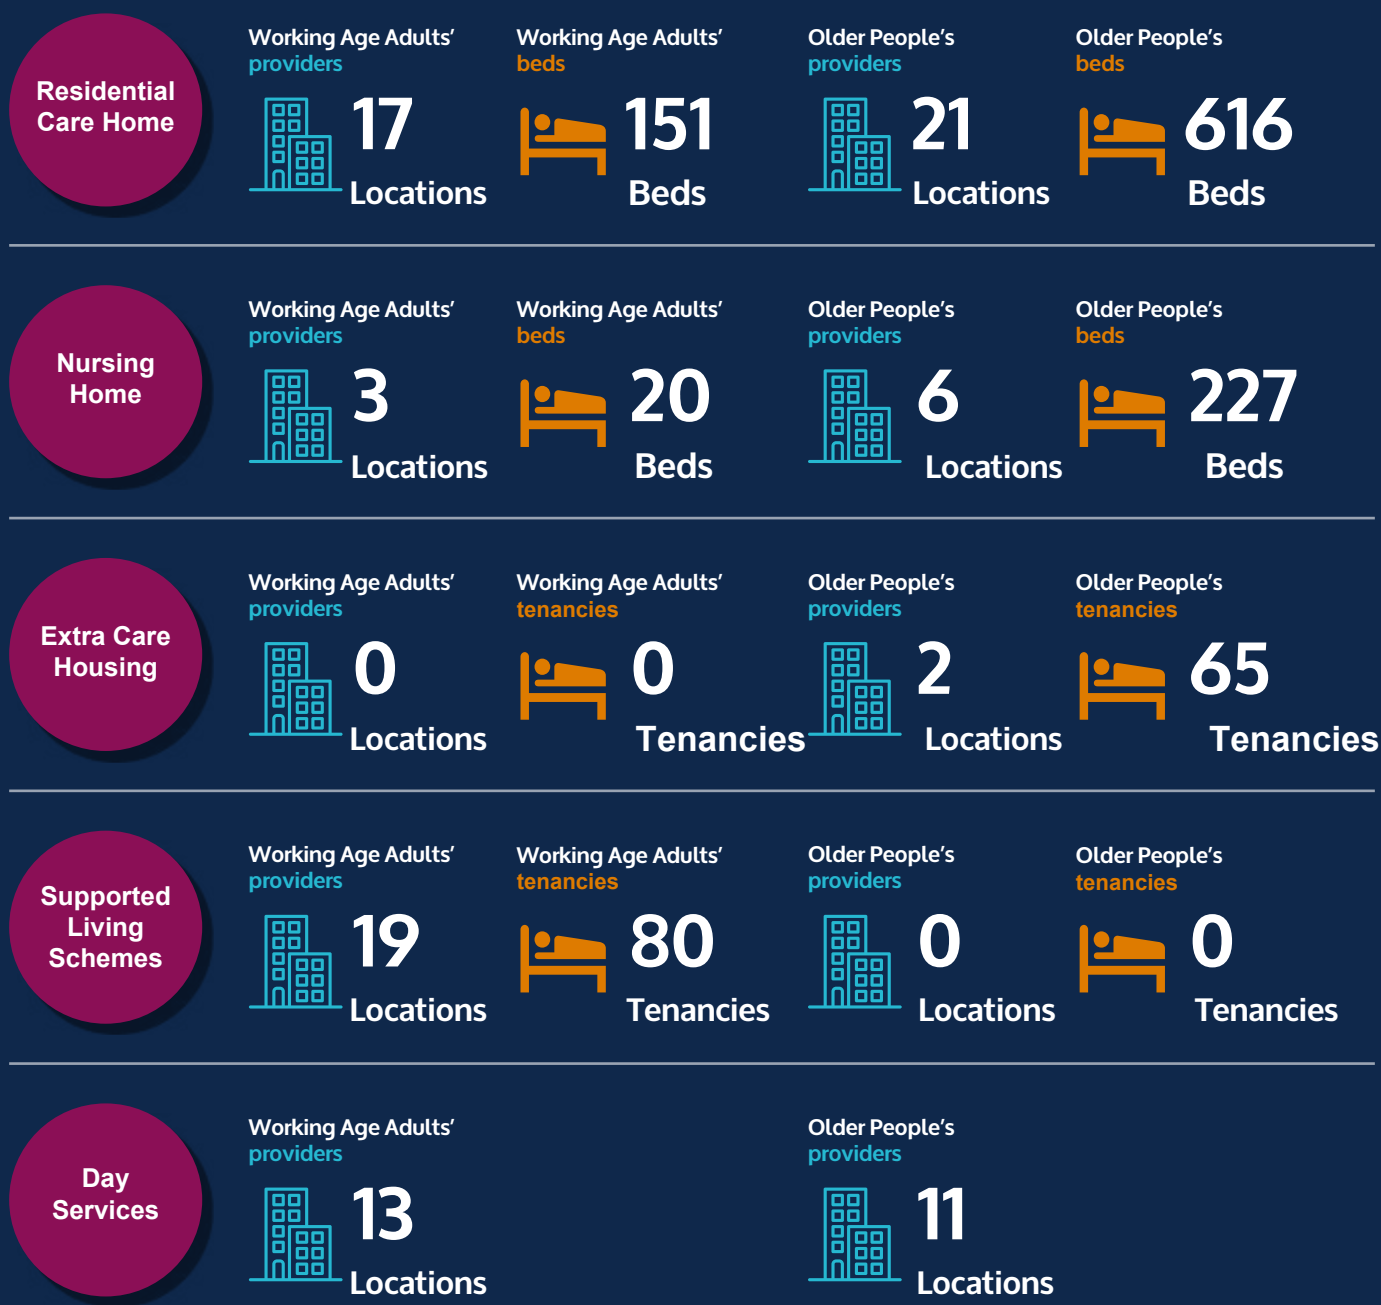 Residential
Care Home
Working Age Adults'
providers
17
Locations
Working Age Adults'
beds
151
Beds
Older People's
providers
21
Locations
Older People's
beds
616
Beds
Nursing
Home
Working Age Adults'
providers
3
Locations
Working Age Adults'
beds
20
Beds
Older People's
providers
6
Locations
Older People's
beds
227
Beds
Extra Care
Housing
Working Age Adults'
providers
0
Locations
Working Age Adults'
tenancies
0
Tenancies
Older People's
providers
2
Locations
Older People's
tenancies
65
Tenancies
Supported
Living
Schemes
Working Age Adults'
providers
19
Locations
Working Age Adults'
tenancies
80
Tenancies
Older People's
providers
0
Locations
Older People's
tenancies
0
Tenancies
Day
Services
Working Age Adults'
providers
13
Locations
Older People's
providers
11
Locations